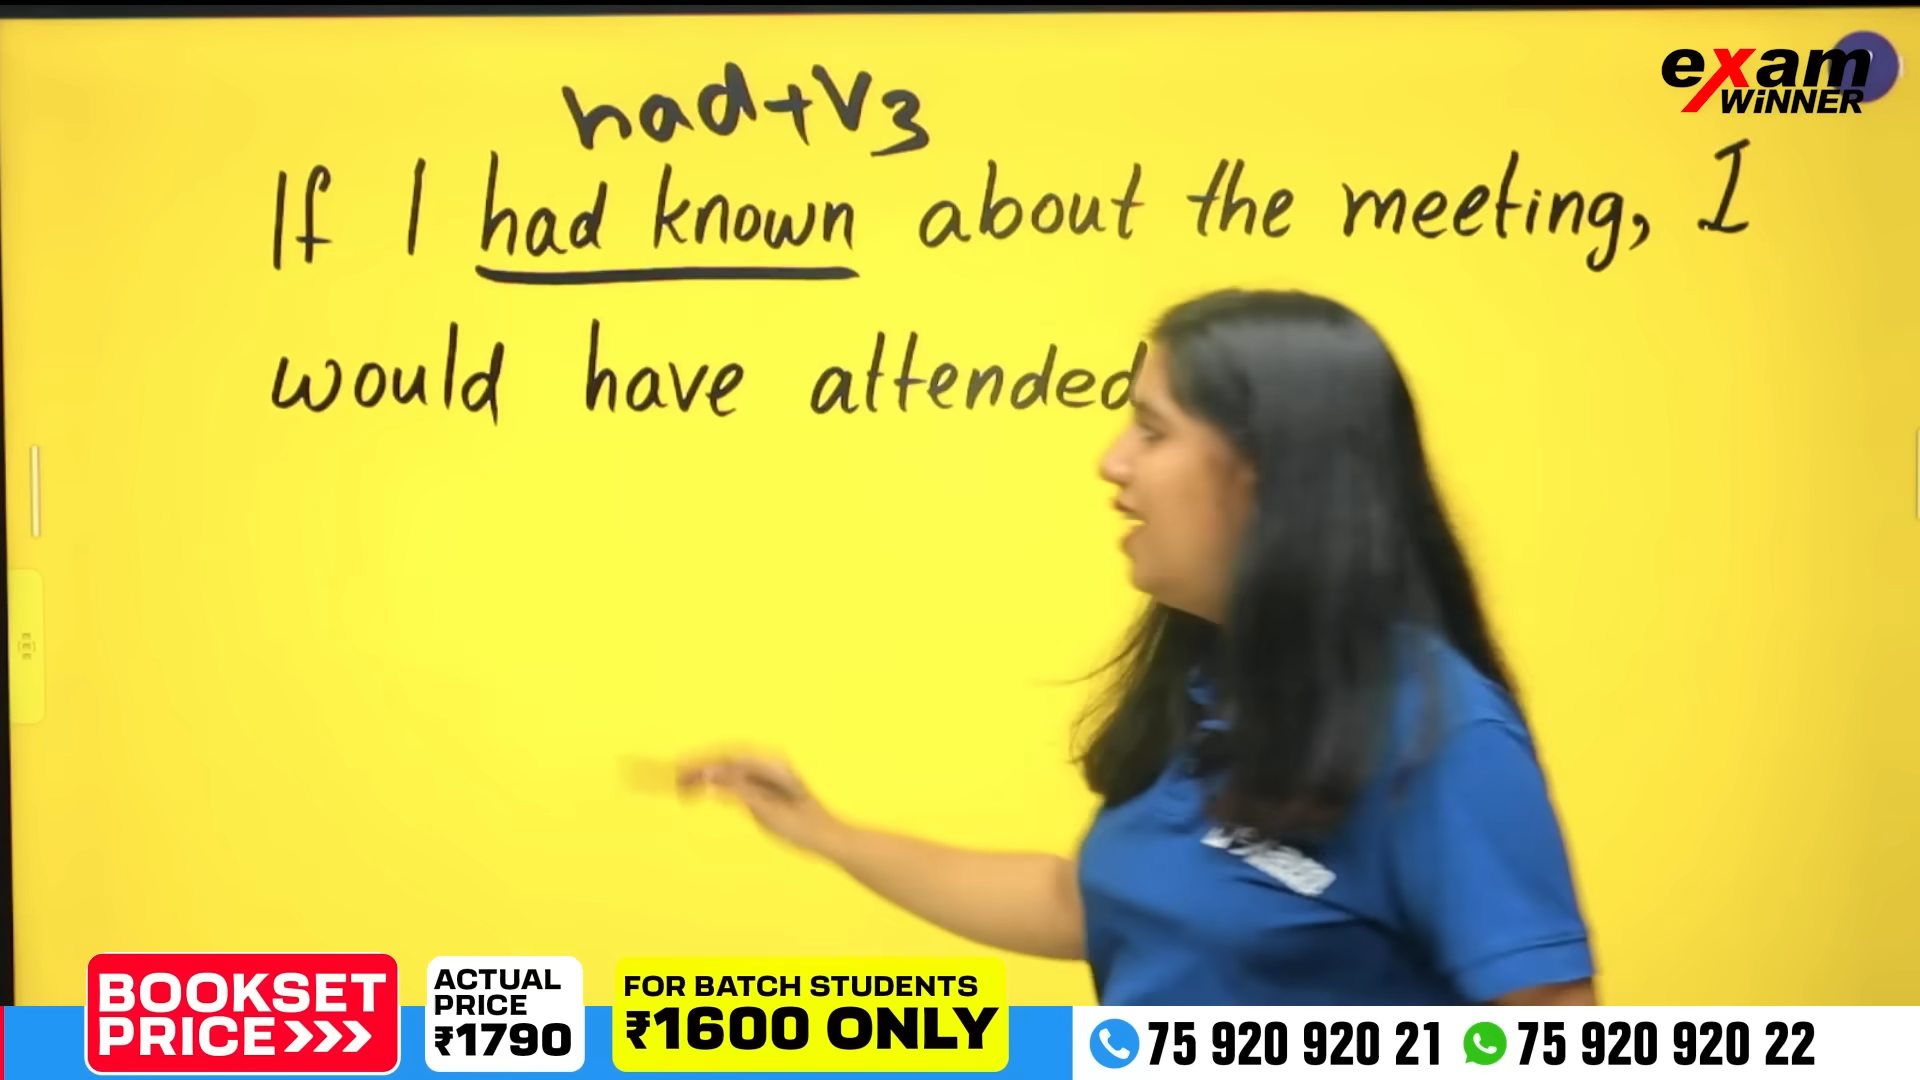 exam
WiNNER
had+V3
If I had known about the meeting, I
would have attended
BOOKSET
PRICE>>>
ACTUAL
PRICE
₹1790
FOR BATCH STUDENTS
₹1600 ONLY
75 920 920 21
75 920 920 22